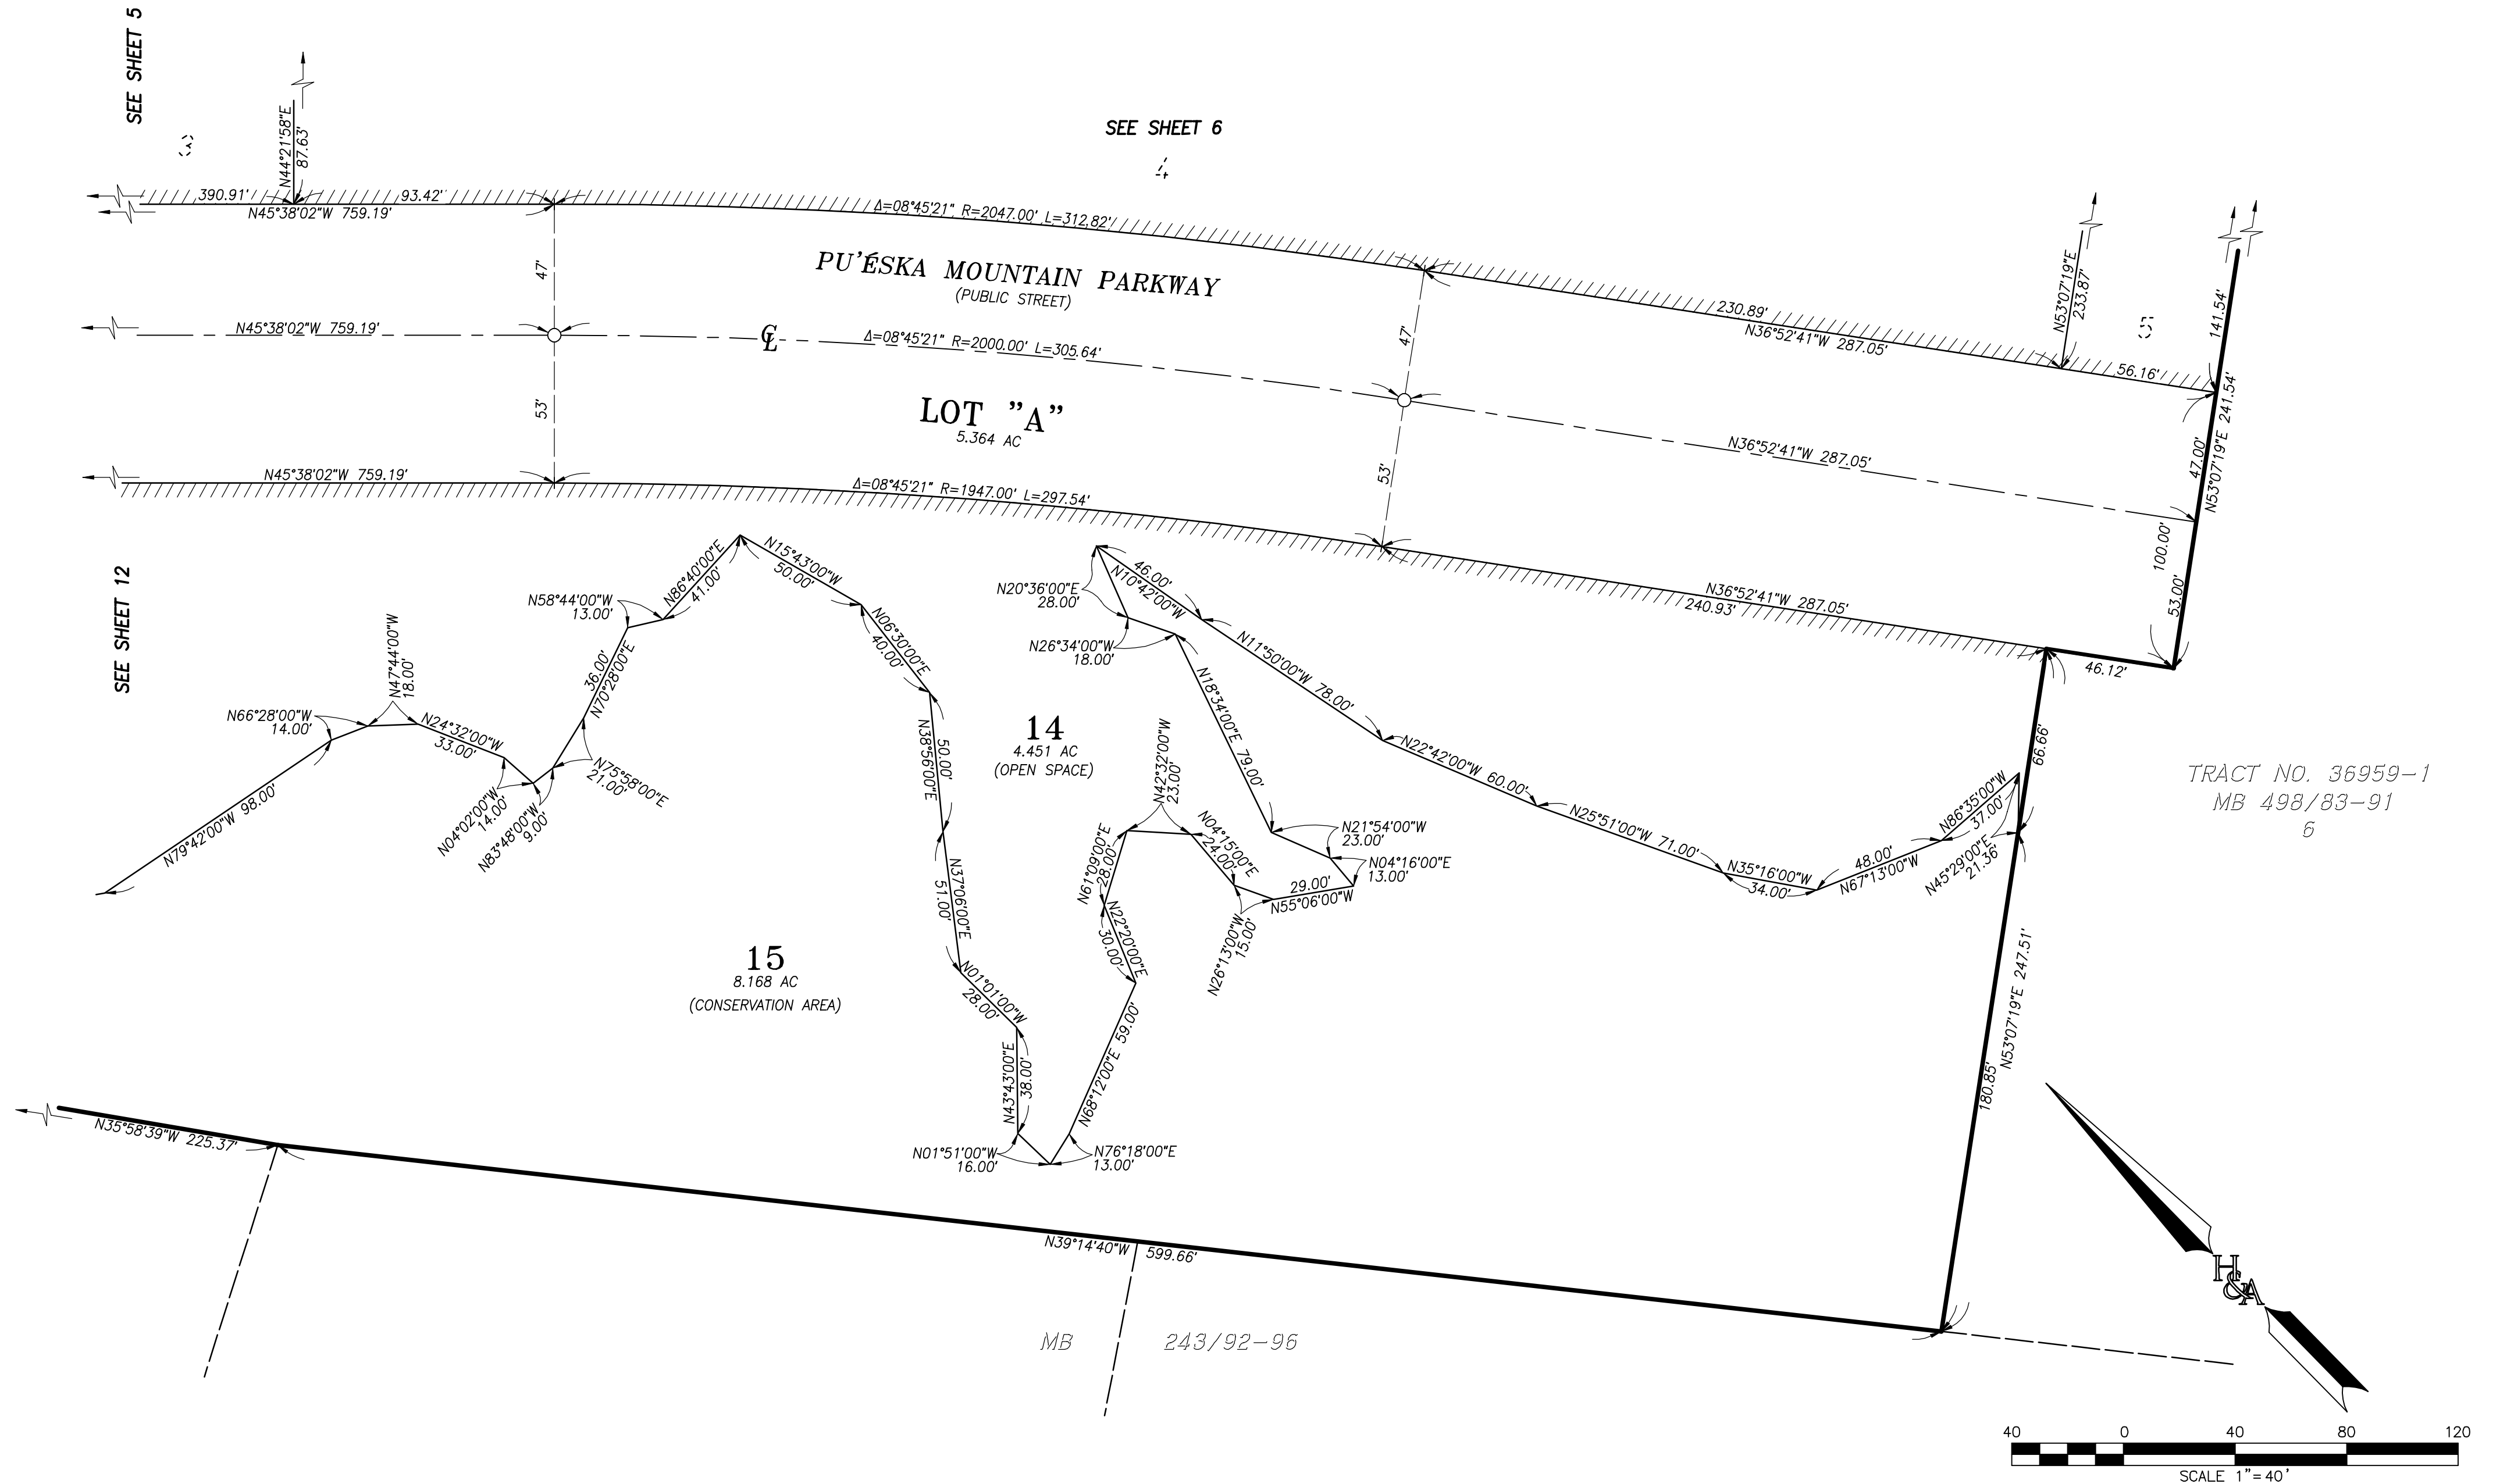 SEE SHEET 5
3
N44°21'58"E
87.63'
SEE SHEET 6
4
390.91'
93.42'
N45°38'02"W 759.19'
Δ=08°45'21" R=2047.00' L=312.82'
PU'ÉSKA MOUNTAIN PARKWAY
(PUBLIC STREET)
47'
47'
230.89'
N36°52'41"W 287.05'
N53°07'19"E
233.87'
5
56.16'
141.54'
N53°07'19"E 241.54'
N45°38'02"W 759.19'
℄
Δ=08°45'21" R=2000.00' L=305.64'
N36°52'41"W 287.05'
47.00'
100.00'
53.00'
53'
53'
LOT "A"
5.364 AC
N45°38'02"W 759.19'
Δ=08°45'21" R=1947.00' L=297.54'
N36°52'41"W 287.05'
240.93'
46.12'
SEE SHEET 12
N79°42'00"W 98.00'
N66°28'00"W
14.00'
N47°44'00"W
18.00'
N24°32'00"W
33.00'
N04°02'00"W
14.00'
N83°48'00"W
9.00'
N75°58'00"E
21.00'
36.00'
N70°28'00"E
N58°44'00"W
13.00'
N86°40'00"E
41.00'
N15°43'00"W
50.00'
N06°30'00"E
40.00'
50.00'
N38°56'00"E
N37°06'00"E
51.00'
N01°01'00"W
28.00'
N43°43'00"E
38.00'
N01°51'00"W
16.00'
N76°18'00"E
13.00'
N68°12'00"E 59.00'
N22°20'00"E
30.00'
N61°09'00"E
28.00'
N42°32'00"W
23.00'
N04°15'00"E
24.00'
N26°13'00"W
15.00'
29.00'
N55°06'00"W
N04°16'00"E
13.00'
N21°54'00"W
23.00'
N18°34'00"E 79.00'
N26°34'00"W
18.00'
N20°36'00"E
28.00'
46.00'
N10°42'00"W
N11°50'00"W 78.00'
N22°42'00"W 60.00'
N25°51'00"W 71.00'
N35°16'00"W
34.00'
48.00'
N67°13'00"W
N86°35'00"W
37.00'
N45°29'00"E
21.36'
66.66'
14
4.451 AC
(OPEN SPACE)
15
8.168 AC
(CONSERVATION AREA)
TRACT NO. 36959-1
MB 498/83-91
6
N53°07'19"E 247.51'
180.85'
N35°58'39"W 225.37'
N39°14'40"W 599.66'
MB 243/92-96
H&A
40 0 40 80 120
SCALE 1"=40'